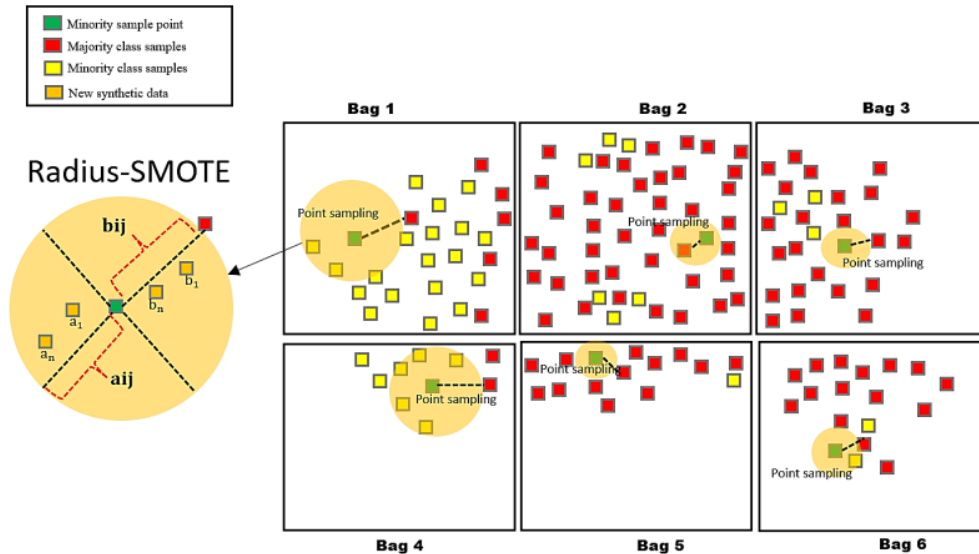 Minority sample point
Majority class samples
Minority class samples
New synthetic data
Bag 1
Bag 2
Bag 3
Radius-SMOTE
bij
Point sampling
Point sampling
Point sampling
b1
bn
a1
an
aij
Point sampling
Point sampling
Point sampling
Bag 4
Bag 5
Bag 6